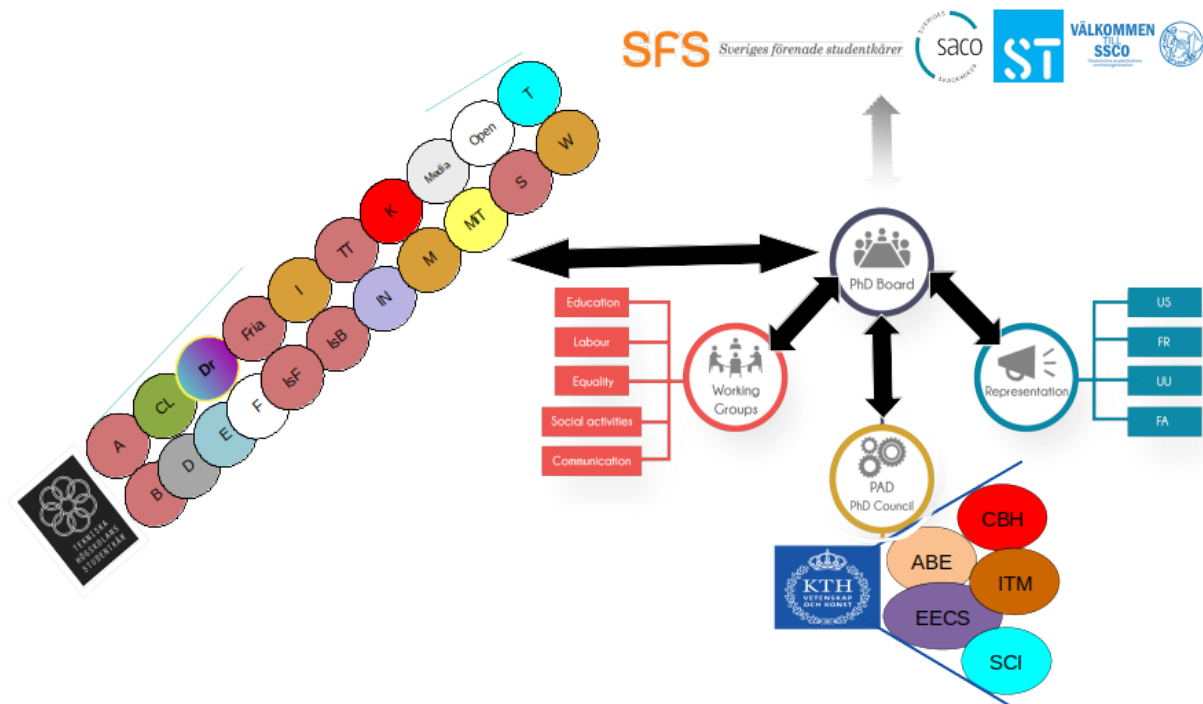 SFS
Sveriges förenade studentkårer
SVERIGES
saco
AKADEMIKER
ST
VÄLKOMMEN
TILL
SSCO
T
W
Open
S
Media
MiT
K
M
TT
IN
I
IsB
Fria
IsF
Dr
F
CL
E
A
D
B
TEKNISKA
HÖGSKOLANS
STUDENTKÅR
PhD Board
Education
Labour
Equality
Social activities
Communication
Working
Groups
Representation
US
FR
UU
FA
PAD
PhD Council
KTH
VETENSKAP
OCH KONST
CBH
ABE
ITM
EECS
SCI